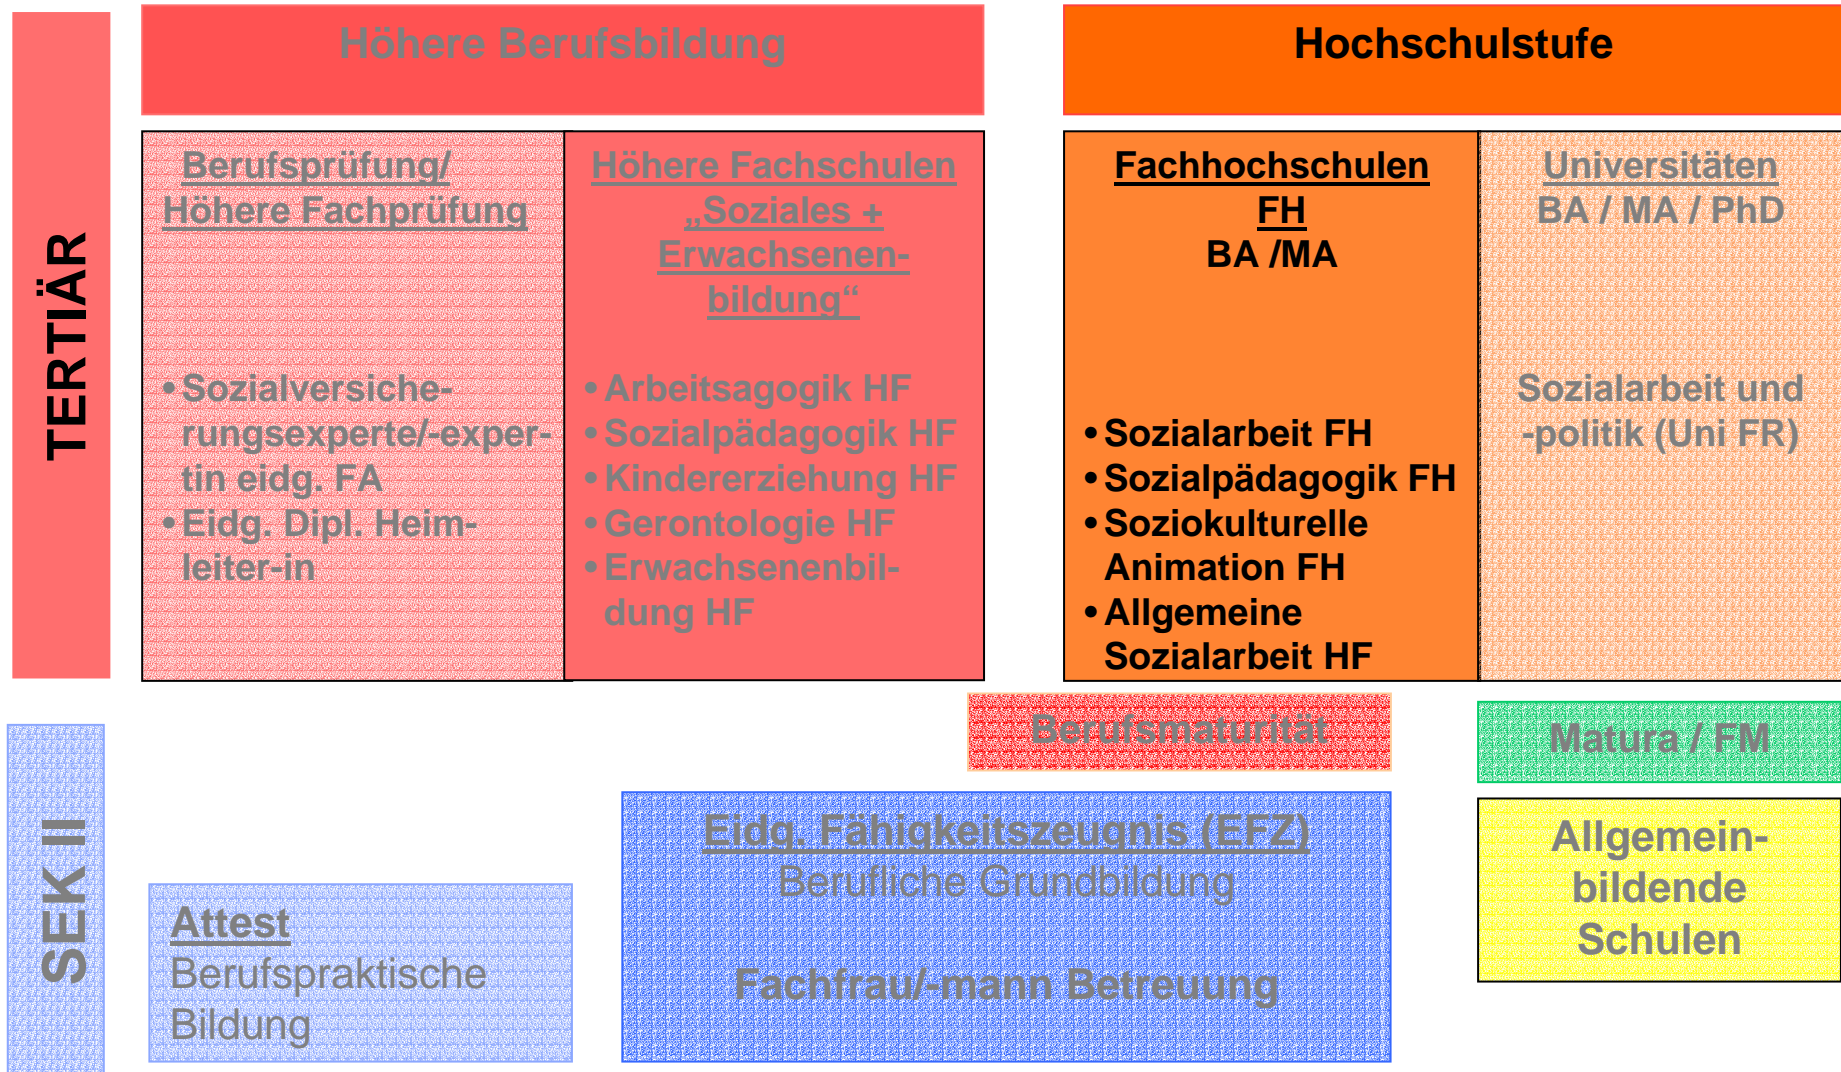 TERTIÄR
Höhere Berufsbildung
Berufsprüfung/
Höhere Fachprüfung
• Sozialversiche-
rungsexperte/-exper-
tin eidg. FA
• Eidg. Dipl. Heim-
leiter-in
Höhere Fachschulen
„Soziales +
Erwachsenen-
bildung“
• Arbeitsagogik HF
• Sozialpädagogik HF
• Kindererziehung HF
• Gerontologie HF
• Erwachsenenbil-
dung HF
Hochschulstufe
Fachhochschulen
FH
BA /MA
• Sozialarbeit FH
• Sozialpädagogik FH
• Soziokulturelle
Animation FH
• Allgemeine
Sozialarbeit HF
Universitäten
BA / MA / PhD
Sozialarbeit und
-politik (Uni FR)
SEK II
Berufsmaturität
Matura / FM
Attest
Berufspraktische
Bildung
Eidg. Fähigkeitszeugnis (EFZ)
Berufliche Grundbildung
Fachfrau/-mann Betreuung
Allgemein-
bildende
Schulen